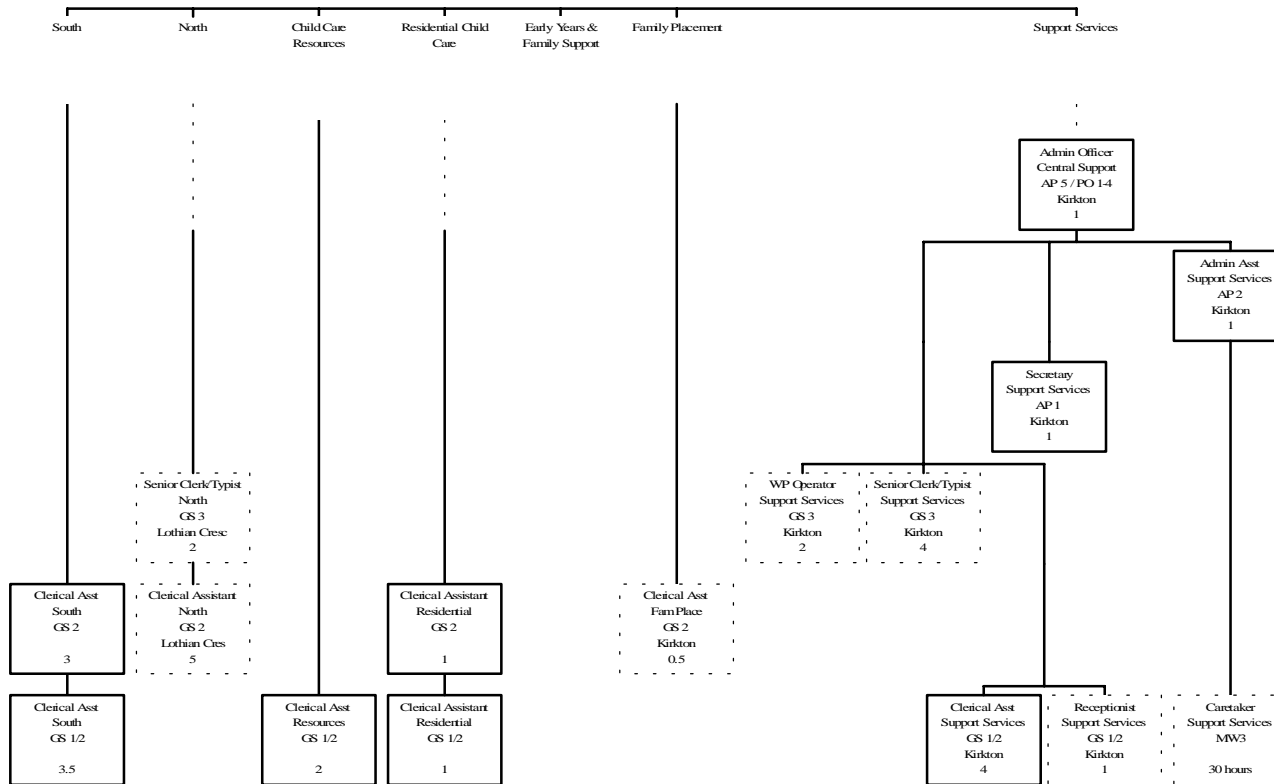 South
North
Child Care
Resources
Residential Child
Care
Early Years &
Family Support
Family Placement
Support Services
Admin Officer
Central Support
AP 5 / PO 1-4
Kirkton
1
Admin Asst
Support Services
AP 2
Kirkton
1
Secretary
Support Services
AP 1
Kirkton
1
Senior Clerk/Typist
North
GS 3
Lothian Cresc
2
WP Operator
Support Services
GS 3
Kirkton
2
Senior Clerk/Typist
Support Services
GS 3
Kirkton
4
Clerical Asst
South
GS 2
3
Clerical Assistant
North
GS 2
Lothian Cres
5
Clerical Assistant
Residential
GS 2
1
Clerical Asst
Fam Place
GS 2
Kirkton
0.5
Clerical Asst
South
GS 1/2
3.5
Clerical Asst
Resources
GS 1/2
2
Clerical Assistant
Residential
GS 1/2
1
Clerical Asst
Support Services
GS 1/2
Kirkton
4
Receptionist
Support Services
GS 1/2
Kirkton
1
Caretaker
Support Services
MW3
30 hours